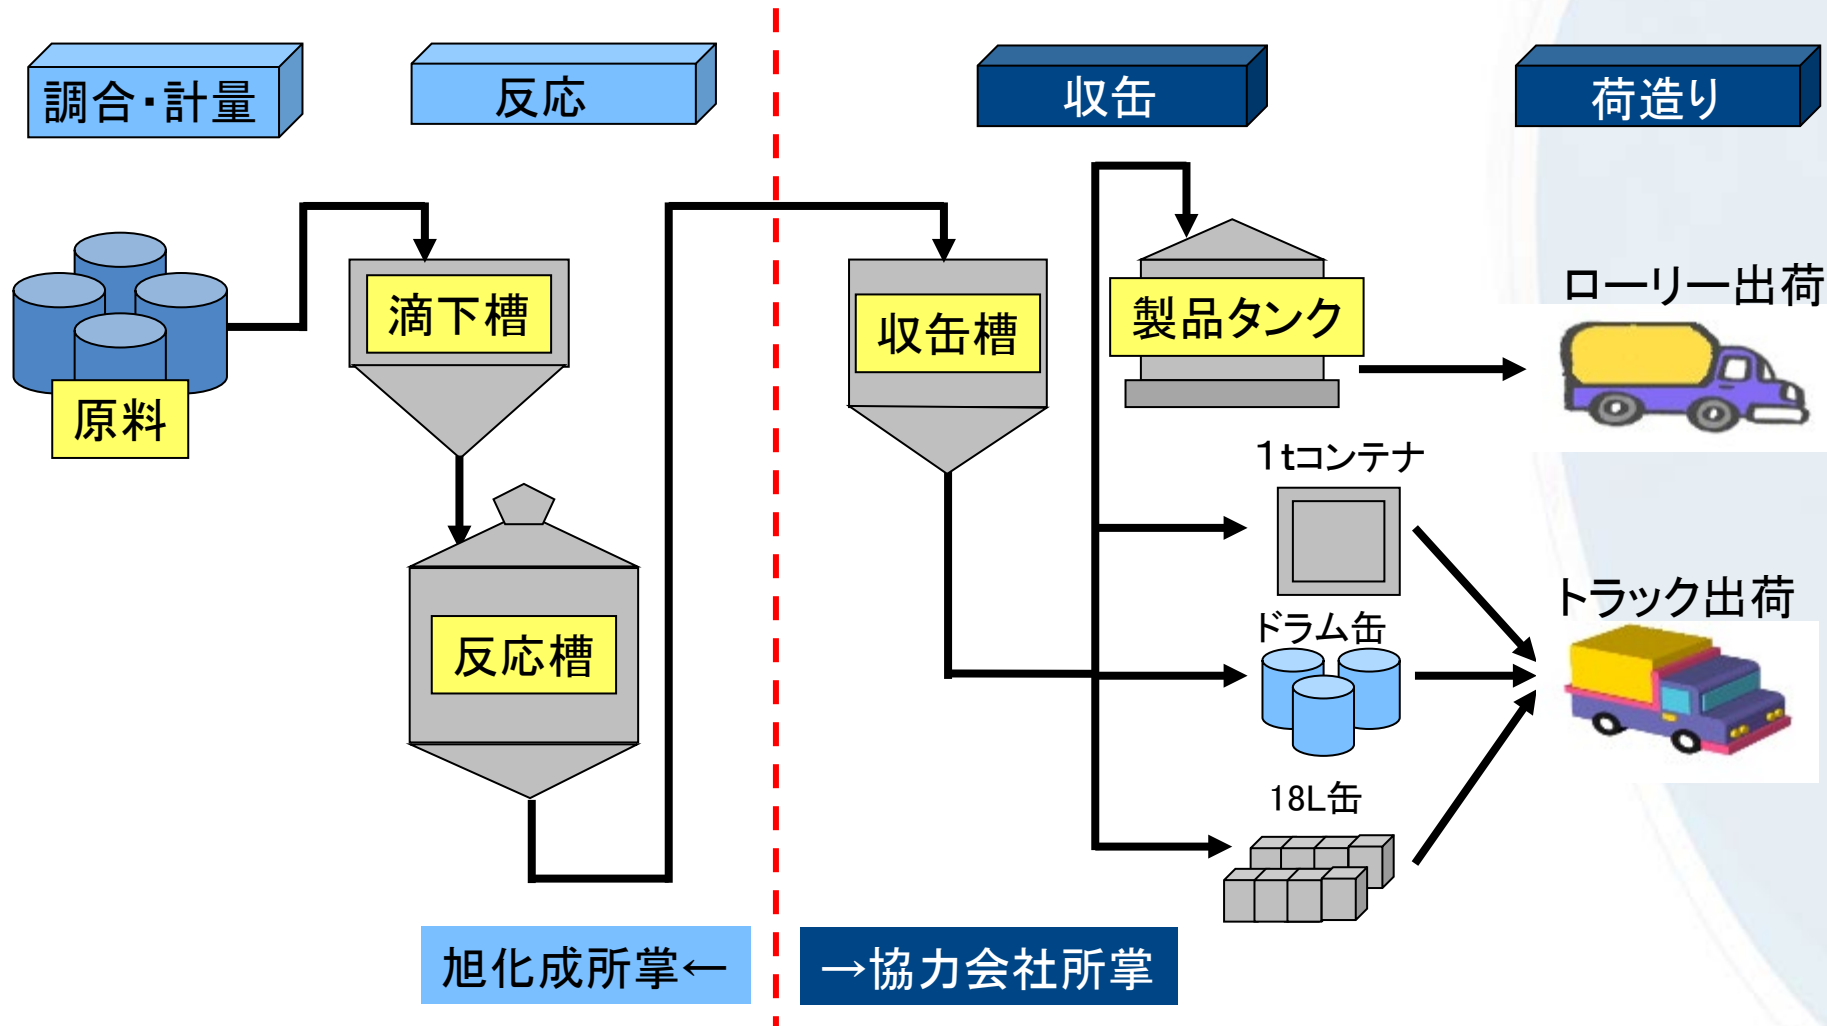 調合・計量
反応
収缶
荷造り
原料
滴下槽
反応槽
収缶槽
製品タンク
ローリー出荷
1tコンテナ
ドラム缶
18L缶
トラック出荷
旭化成所掌←
→協力会社所掌